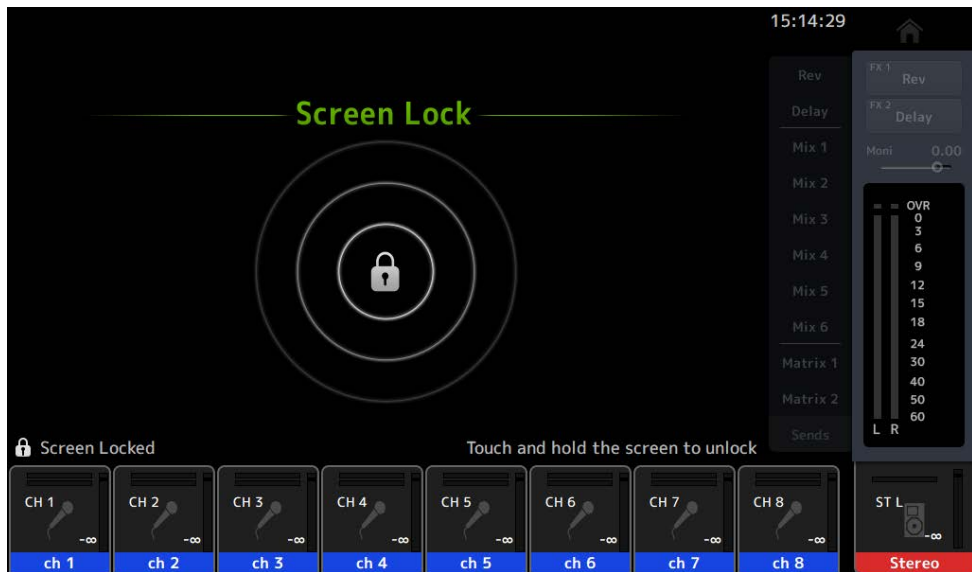 15:14:29
Screen Lock
Rev
Delay
Mix 1
Mix 2
Mix 3
Mix 4
Mix 5
Mix 6
Matrix 1
Matrix 2
Sends
FX 1
Rev
FX 2
Delay
Moni 0.00
OVR
0
3
6
9
12
15
18
24
30
40
50
60
L R
Screen Locked
Touch and hold the screen to unlock
CH 1 CH 2 CH 3 CH 4 CH 5 CH 6 CH 7 CH 8 ST L
-∞ -∞ -∞ -∞ -∞ -∞ -∞ -∞ -∞
ch 1 ch 2 ch 3 ch 4 ch 5 ch 6 ch 7 ch 8 Stereo